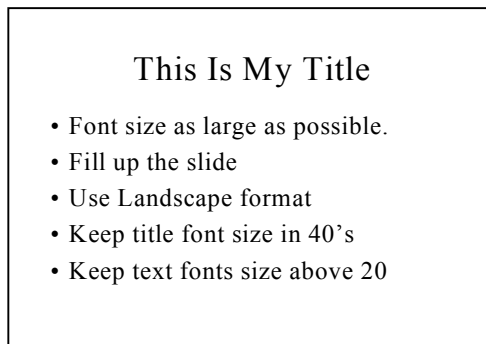 This Is My Title
• Font size as large as possible.
• Fill up the slide
• Use Landscape format
• Keep title font size in 40’s
• Keep text fonts size above 20